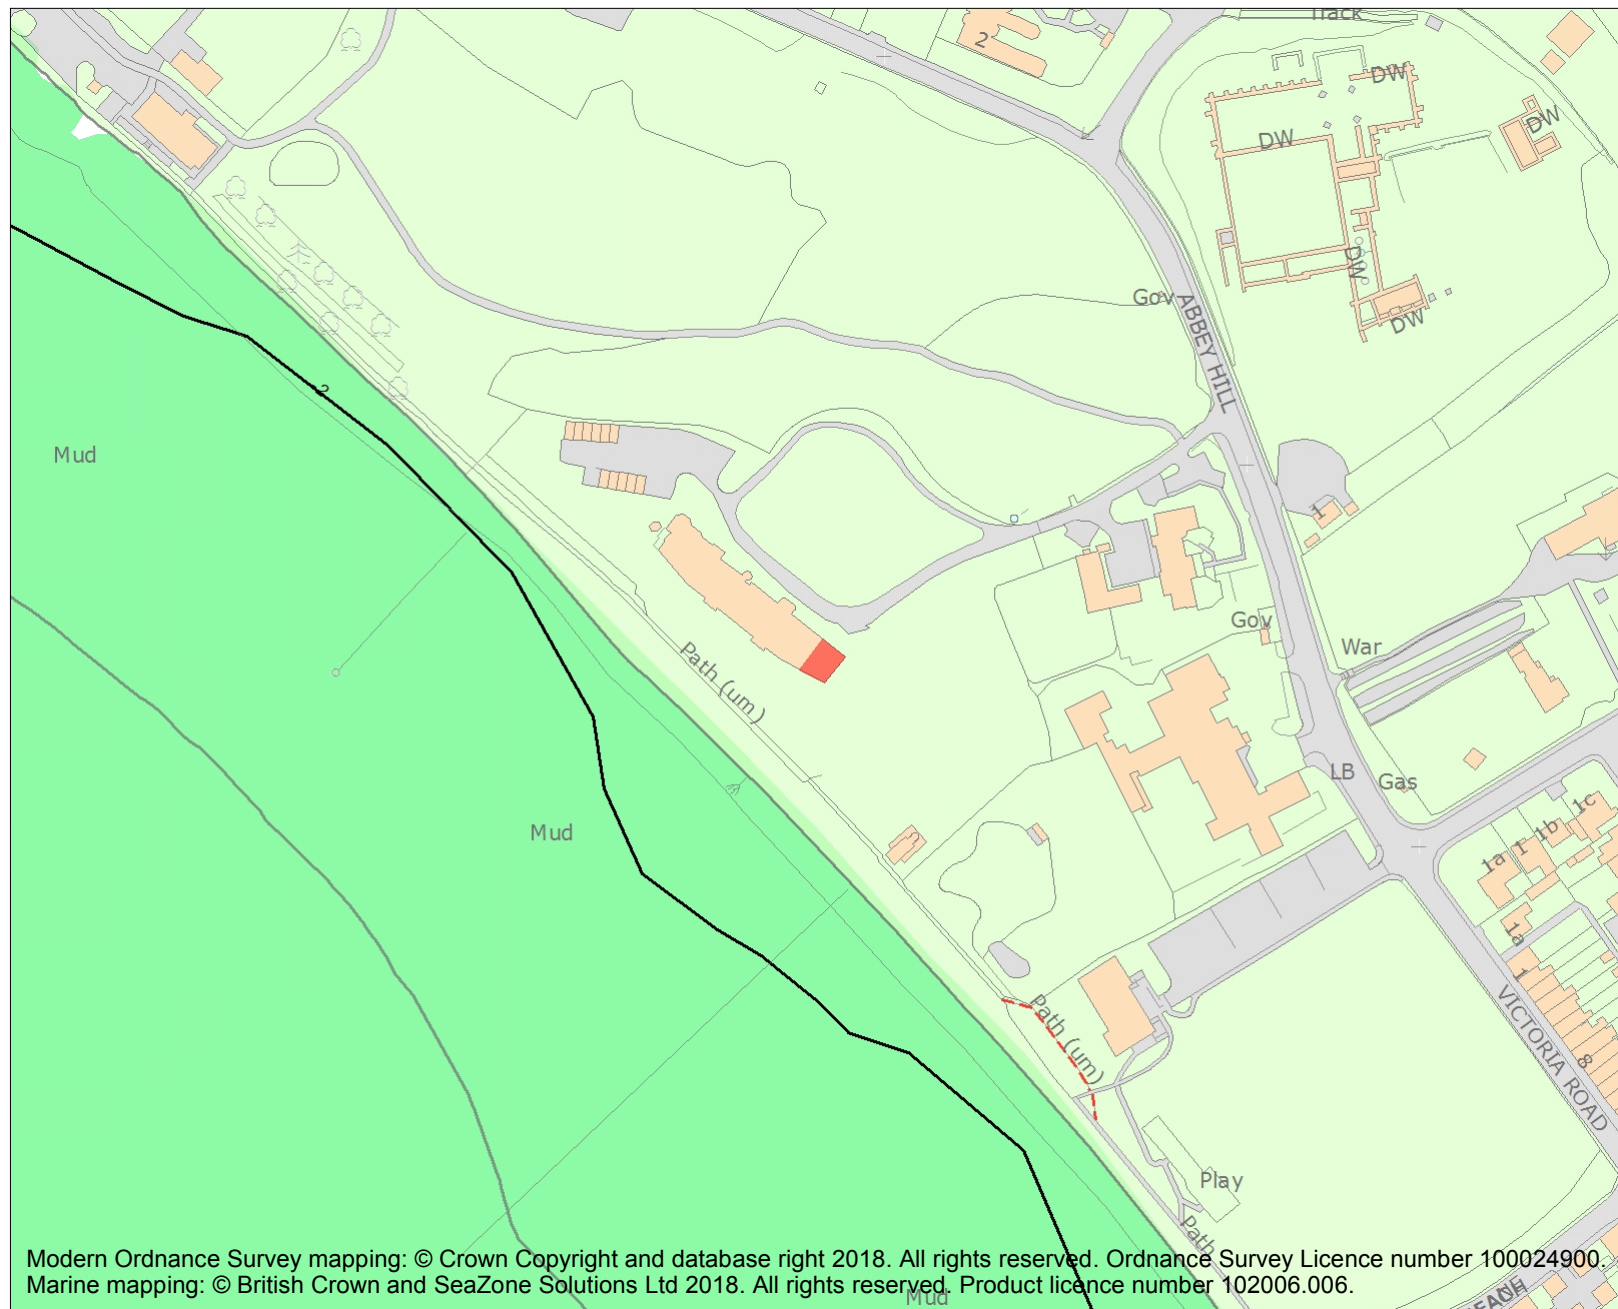 Track
2
DW
DW
DW
DW
DW
Gov
ABBEY HILL
2
Mud
1
Gov
War
Path (um)
LB
Gas
Mud
1c
1b
1
1a
1a
1
Path (um)
VICTORIA ROAD
8
Play
Path
Modern Ordnance Survey mapping: © Crown Copyright and database right 2018. All rights reserved. Ordnance Survey Licence number 100024900.
Marine mapping: © British Crown and SeaZone Solutions Ltd 2018. All rights reserved. Product licence number 102006.006.
Mud